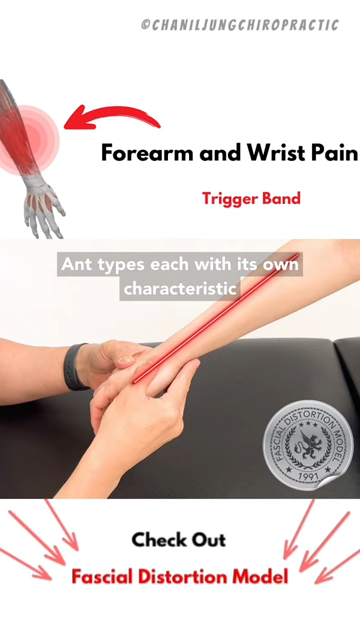 ©CHANILJUNGCHIROPRACTIC
Forearm and Wrist Pain
Trigger Band
Ant types each with its own
characteristic
FASCIAL DISTORTION MODEL
1991
Check Out
Fascial Distortion Model